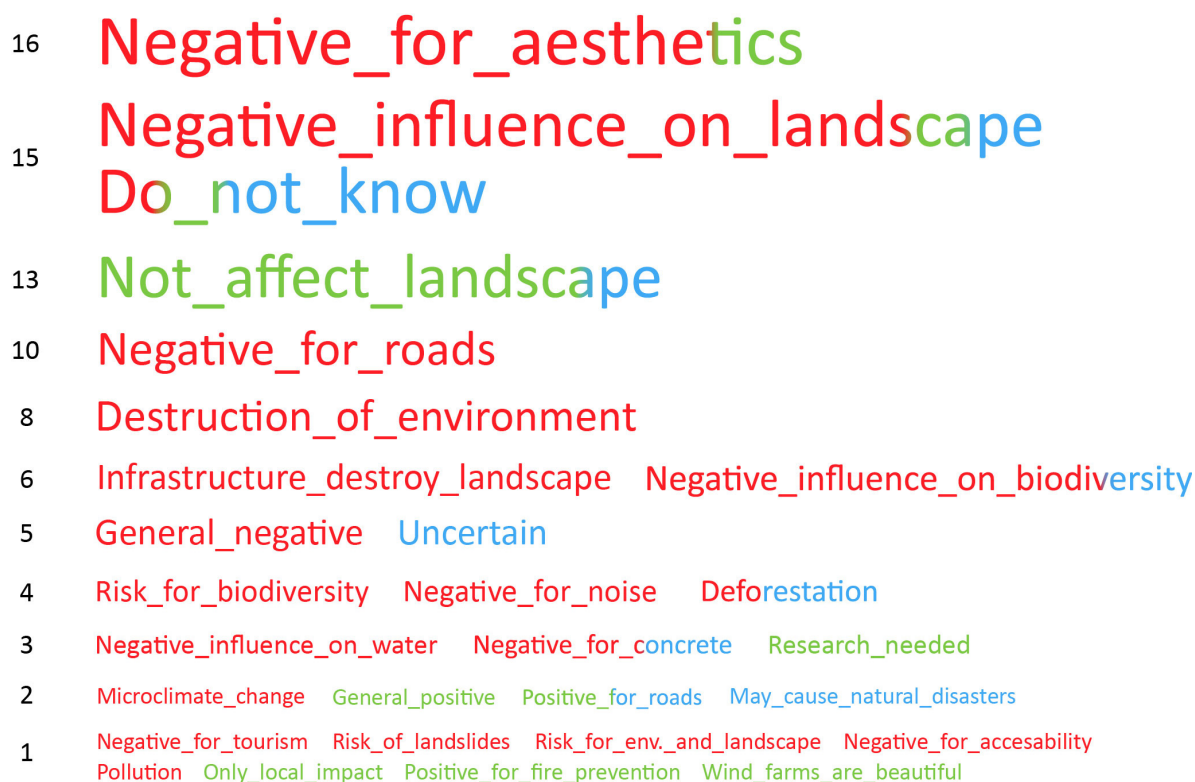 16 Negative_for_aesthetics
Negative_influence_on_landscape
15
Do_not_know
13 Not_affect_landscape
10 Negative_for_roads
8 Destruction_of_environment
6 Infrastructure_destroy_landscape Negative_influence_on_biodiversity
5 General_negative Uncertain
4 Risk_for_biodiversity Negative_for_noise Deforestation
3 Negative_influence_on_water Negative_for_concrete Research_needed
2 Microclimate_change General_positive Positive_for_roads May_cause_natural_disasters
1 Negative_for_tourism Risk_of_landslides Risk_for_env._and_landscape Negative_for_accesability
Pollution Only_local_impact Positive_for_fire_prevention Wind_farms_are_beautiful